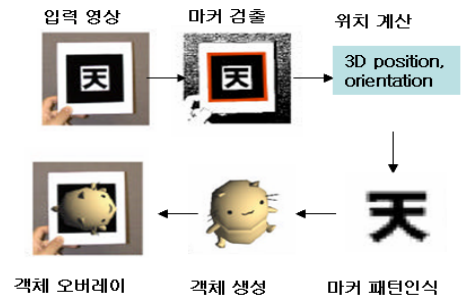 입력 영상
마커 검출
위치 계산
天
天
3D position,
orientation
天
객체 오버레이
객체 생성
마커 패턴인식